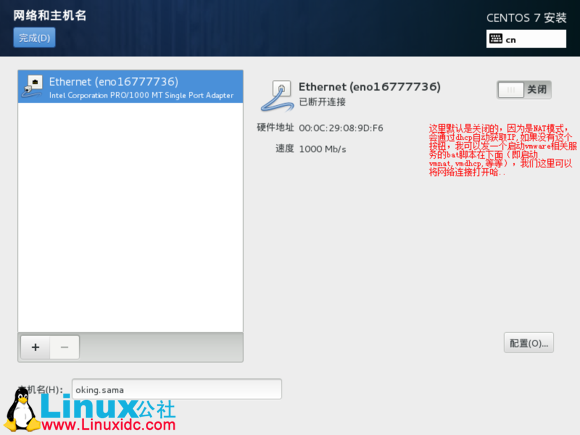 网络和主机名
CENTOS 7 安装
完成(D)
cn
Ethernet (eno16777736)
Intel Corporation PRO/1000 MT Single Port Adapter
Ethernet (eno16777736)
已断开连接
关闭
硬件地址 00:0C:29:08:9D:F6
速度 1000 Mb/s
这里默认是关闭的，因为是NAT模式，
会通过dhcp自动获取IP,如果没有这个
按钮，我可以发一个启动vmware相关服
务的bat脚本在下面（即启动
vmnat,vmdhcp,等等），我们这里可以
将网络连接打开哈..
+
−
配置(O)...
主机名(H):
oking.sama
Linux公社
www.Linuxidc.com